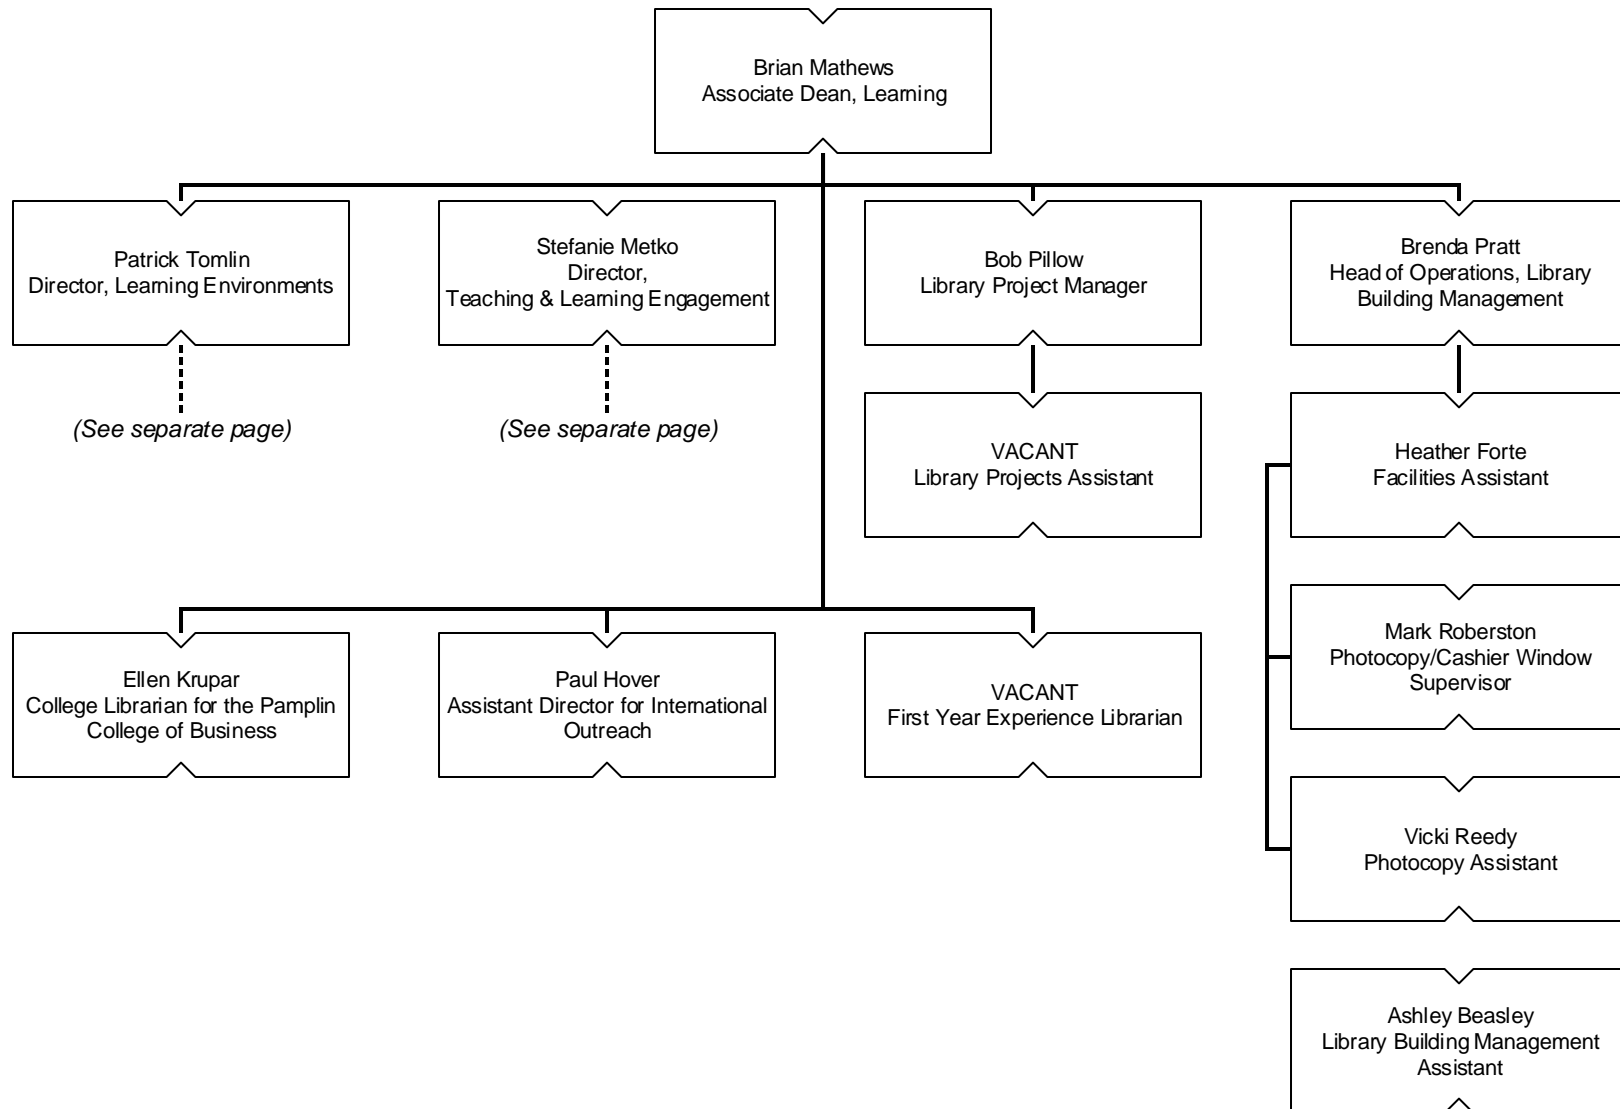 Brian Mathews
Associate Dean, Learning
Patrick Tomlin
Director, Learning Environments
Stefanie Metko
Director,
Teaching & Learning Engagement
Bob Pillow
Library Project Manager
Brenda Pratt
Head of Operations, Library
Building Management
(See separate page)
(See separate page)
VACANT
Library Projects Assistant
Heather Forte
Facilities Assistant
Mark Roberston
Photocopy/Cashier Window
Supervisor
Ellen Krupar
College Librarian for the Pamplin
College of Business
Paul Hover
Assistant Director for International
Outreach
VACANT
First Year Experience Librarian
Vicki Reedy
Photocopy Assistant
Ashley Beasley
Library Building Management
Assistant